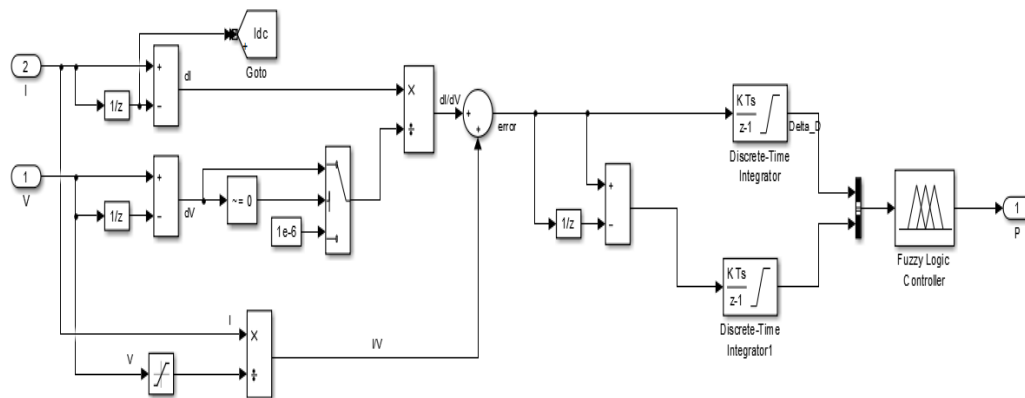 Idc
Goto
2
I
+
−
dI
1/z
×
÷
dI/dV
+
+
error
K Ts
z-1
Delta_D
Discrete-Time
Integrator
1
V
+
−
dV
1/z
~= 0
1e-6
+
−
1/z
K Ts
z-1
Discrete-Time
Integrator1
Fuzzy Logic
Controller
1
P
I
V
×
÷
I/V